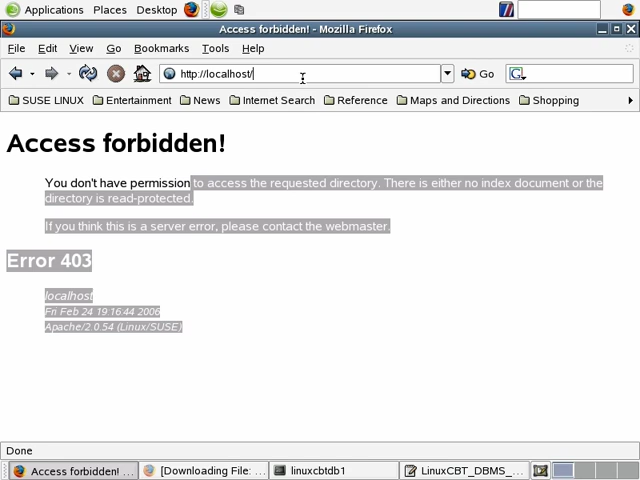 Applications Places Desktop
Access forbidden! - Mozilla Firefox
File Edit View Go Bookmarks Tools Help
http://localhost/ Go G
SUSE LINUX Entertainment News Internet Search Reference Maps and Directions Shopping
Access forbidden!
You don't have permission to access the requested directory. There is either no index document or the
directory is read-protected.
If you think this is a server error, please contact the webmaster.
Error 403
localhost
Fri Feb 24 19:16:44 2006
Apache/2.0.54 (Linux/SUSE)
Done
Access forbidden! ... [Downloading File: ... linuxcbtdb1 LinuxCBT_DBMS_...